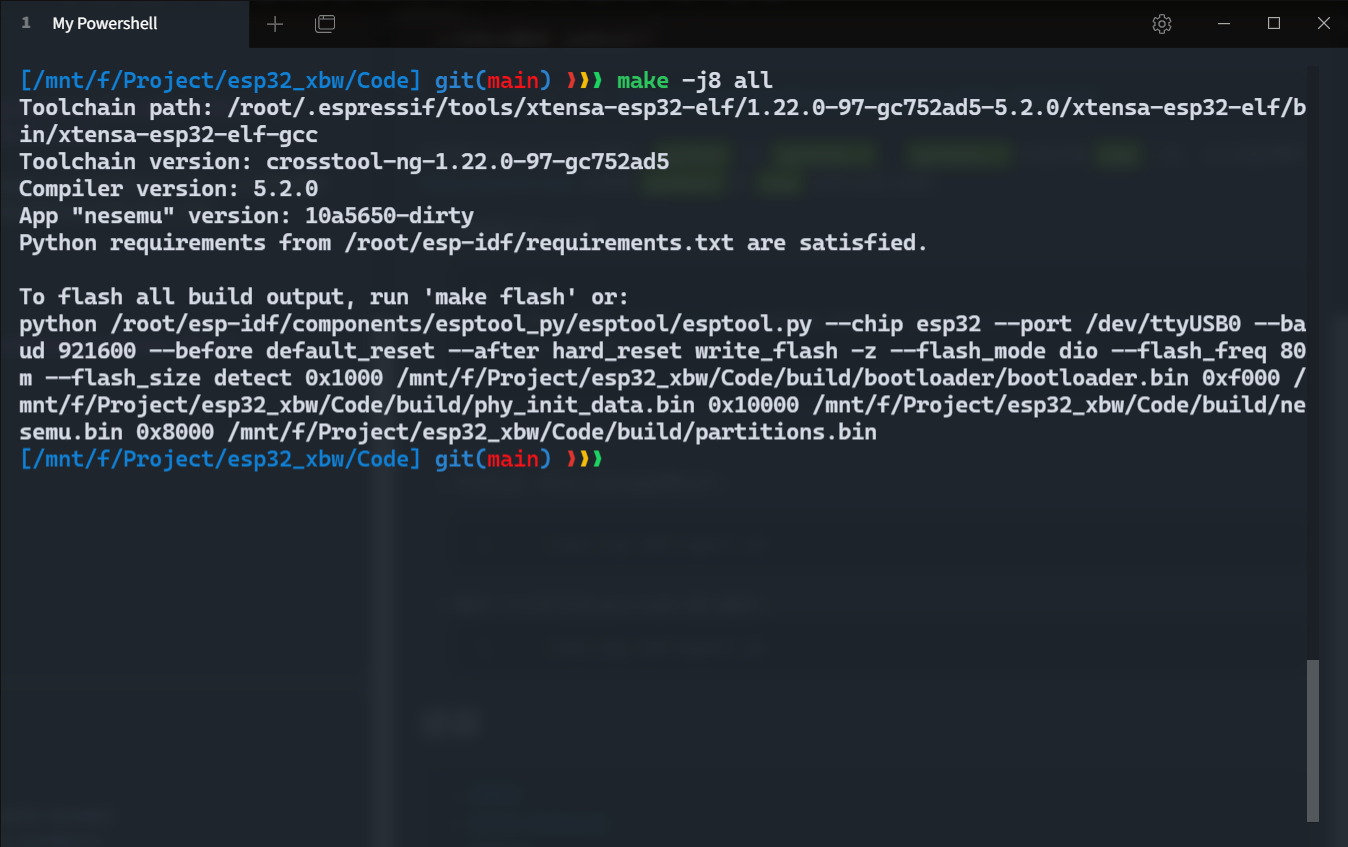 1 My Powershell
[/mnt/f/Project/esp32_xbw/Code] git(main) ❯❯❯ make -j8 all
Toolchain path: /root/.espressif/tools/xtensa-esp32-elf/1.22.0-97-gc752ad5-5.2.0/xtensa-esp32-elf/b
in/xtensa-esp32-elf-gcc
Toolchain version: crosstool-ng-1.22.0-97-gc752ad5
Compiler version: 5.2.0
App "nesemu" version: 10a5650-dirty
Python requirements from /root/esp-idf/requirements.txt are satisfied.
To flash all build output, run 'make flash' or:
python /root/esp-idf/components/esptool_py/esptool/esptool.py --chip esp32 --port /dev/ttyUSB0 --ba
ud 921600 --before default_reset --after hard_reset write_flash -z --flash_mode dio --flash_freq 80
m --flash_size detect 0x1000 /mnt/f/Project/esp32_xbw/Code/build/bootloader/bootloader.bin 0xf000 /
mnt/f/Project/esp32_xbw/Code/build/phy_init_data.bin 0x10000 /mnt/f/Project/esp32_xbw/Code/build/ne
semu.bin 0x8000 /mnt/f/Project/esp32_xbw/Code/build/partitions.bin
[/mnt/f/Project/esp32_xbw/Code] git(main) ❯❯❯